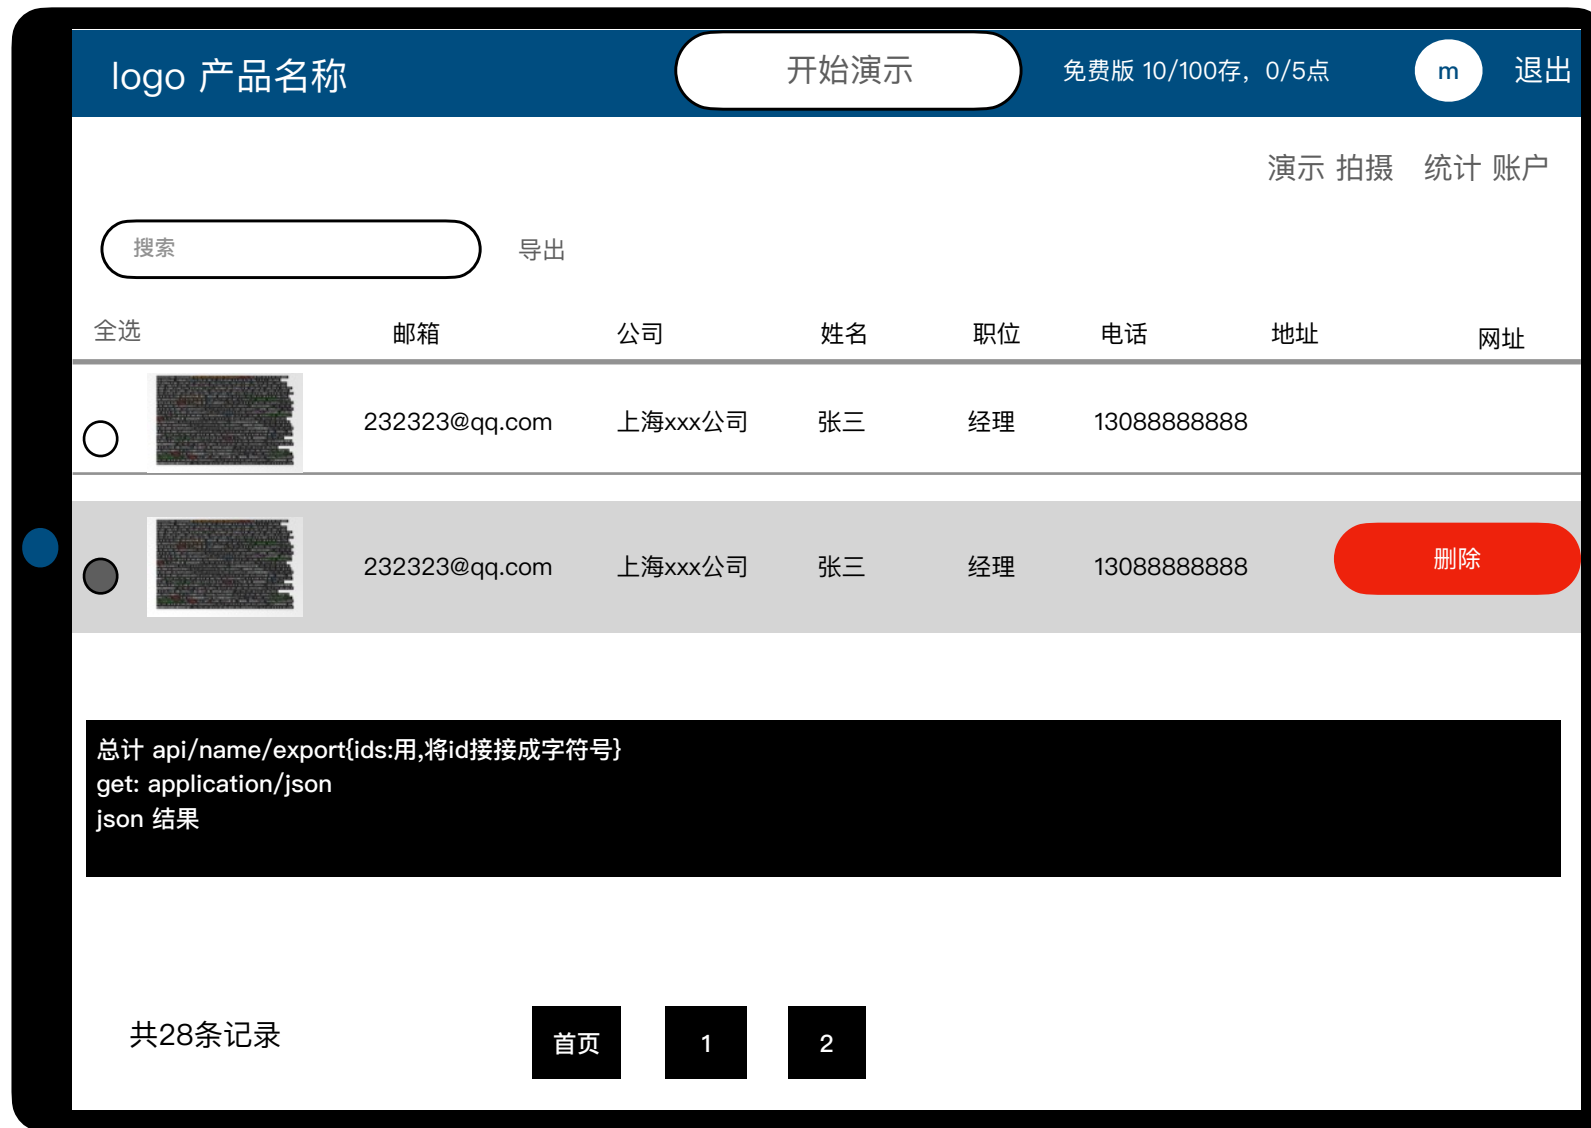 logo 产品名称
开始演示
免费版 10/100存，0/5点
m
退出
演示 拍摄 统计 账户
搜索
导出
全选 邮箱 公司 姓名 职位 电话 地址 网址
232323@qq.com 上海xxx公司 张三 经理 13088888888
232323@qq.com 上海xxx公司 张三 经理 13088888888 删除
总计 api/name/export{ids:用,将id接接成字符号}
get: application/json
json 结果
共28条记录 首页 1 2